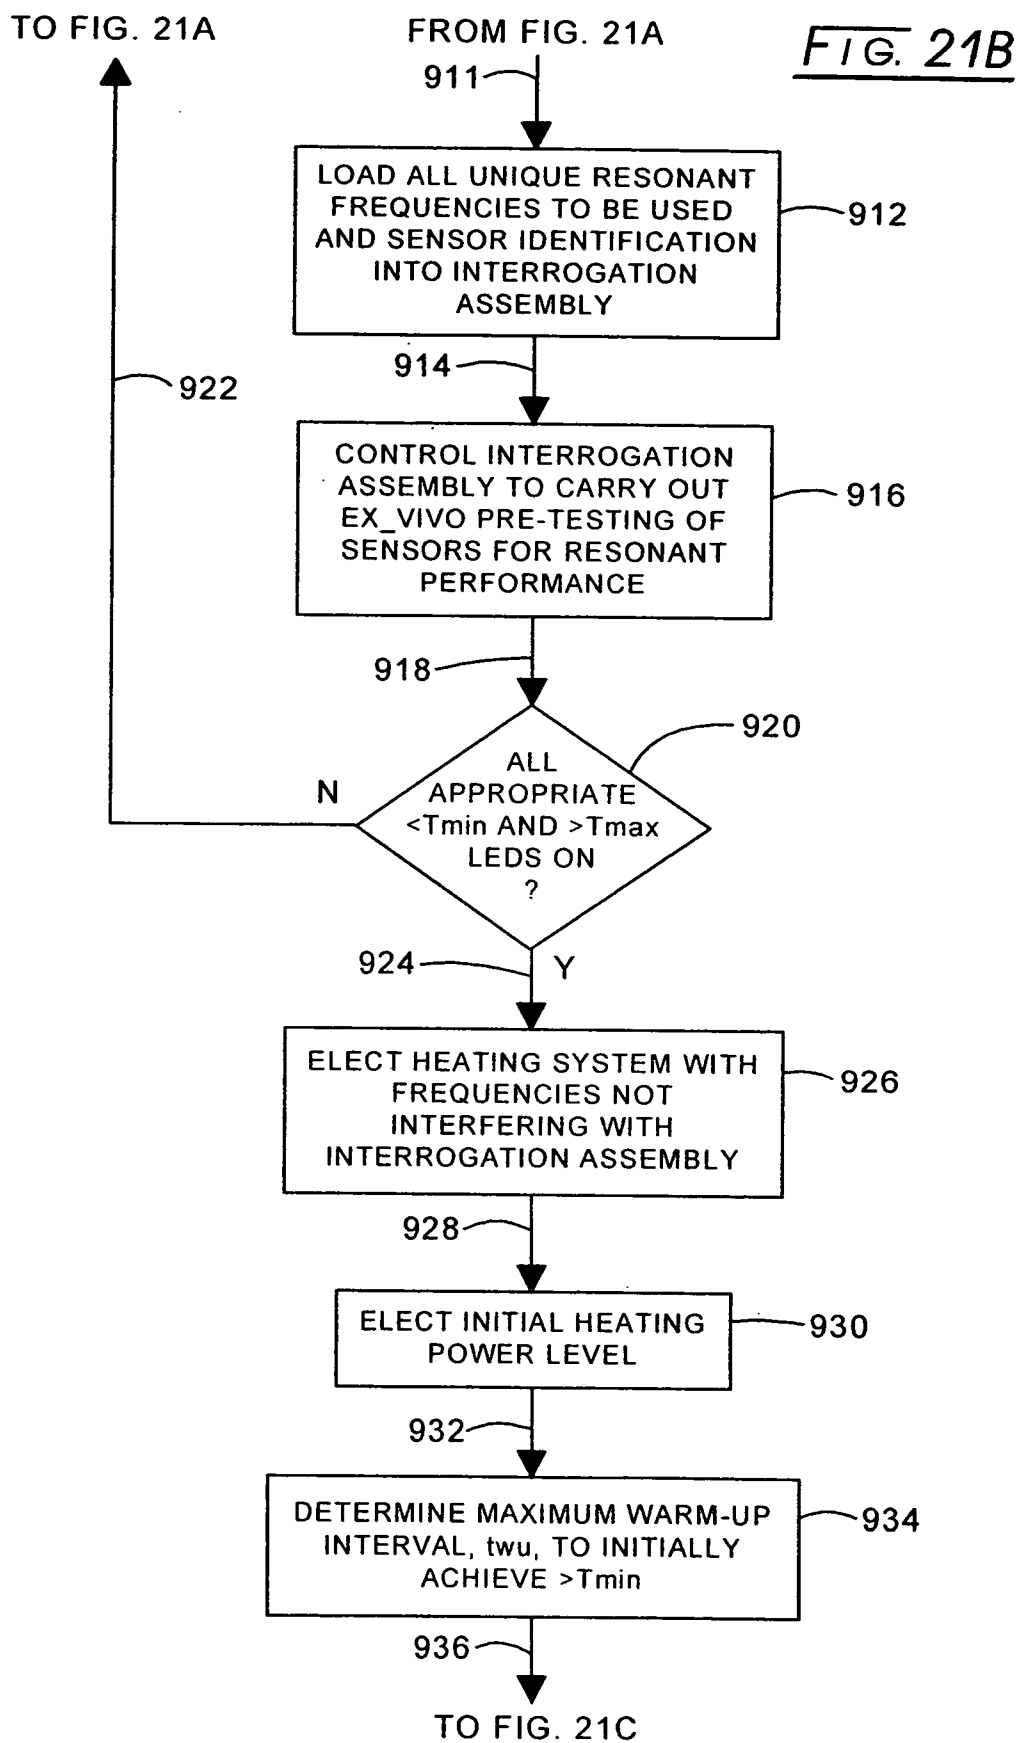 TO FIG. 21A
FROM FIG. 21A
FIG. 21B
911
LOAD ALL UNIQUE RESONANT
FREQUENCIES TO BE USED
AND SENSOR IDENTIFICATION
INTO INTERROGATION
ASSEMBLY
912
914
922
CONTROL INTERROGATION
ASSEMBLY TO CARRY OUT
EX_VIVO PRE-TESTING OF
SENSORS FOR RESONANT
PERFORMANCE
916
918
920
ALL
APPROPRIATE
<Tmin AND >Tmax
LEDS ON
?
N
924
Y
ELECT HEATING SYSTEM WITH
FREQUENCIES NOT
INTERFERING WITH
INTERROGATION ASSEMBLY
926
928
ELECT INITIAL HEATING
POWER LEVEL
930
932
DETERMINE MAXIMUM WARM-UP
INTERVAL, twu, TO INITIALLY
ACHIEVE >Tmin
934
936
TO FIG. 21C